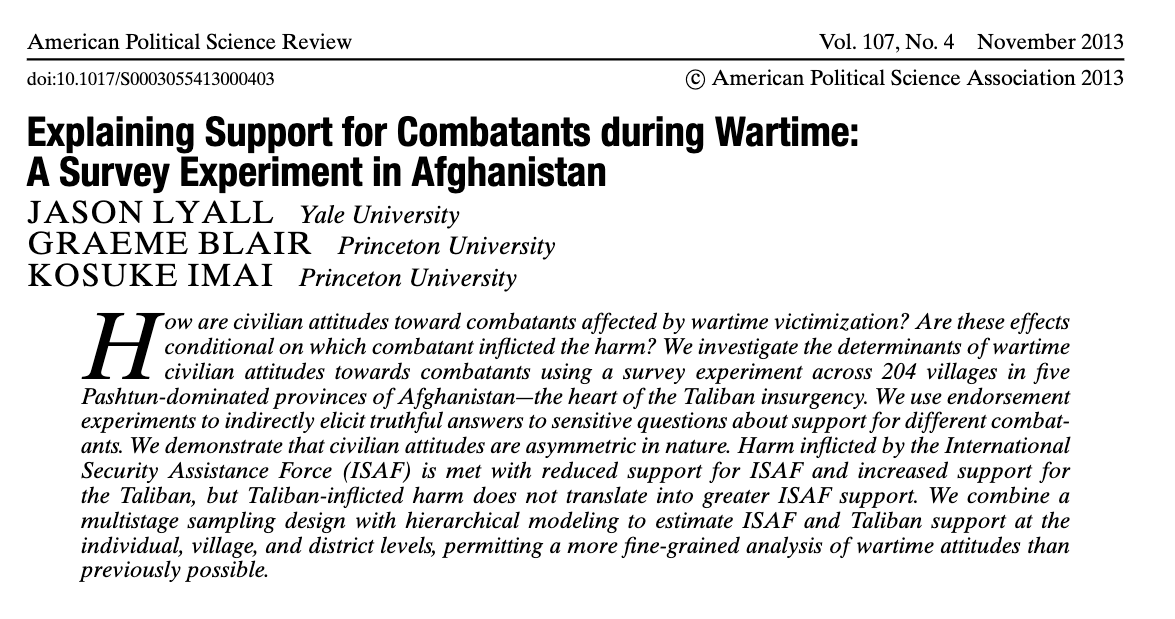 American Political Science Review Vol. 107, No. 4 November 2013
doi:10.1017/S0003055413000403 © American Political Science Association 2013
Explaining Support for Combatants during Wartime:
A Survey Experiment in Afghanistan
JASON LYALL Yale University
GRAEME BLAIR Princeton University
KOSUKE IMAI Princeton University
How are civilian attitudes toward combatants affected by wartime victimization? Are these effects
conditional on which combatant inflicted the harm? We investigate the determinants of wartime
civilian attitudes towards combatants using a survey experiment across 204 villages in five
Pashtun-dominated provinces of Afghanistan—the heart of the Taliban insurgency. We use endorsement
experiments to indirectly elicit truthful answers to sensitive questions about support for different combat-
ants. We demonstrate that civilian attitudes are asymmetric in nature. Harm inflicted by the International
Security Assistance Force (ISAF) is met with reduced support for ISAF and increased support for
the Taliban, but Taliban-inflicted harm does not translate into greater ISAF support. We combine a
multistage sampling design with hierarchical modeling to estimate ISAF and Taliban support at the
individual, village, and district levels, permitting a more fine-grained analysis of wartime attitudes than
previously possible.